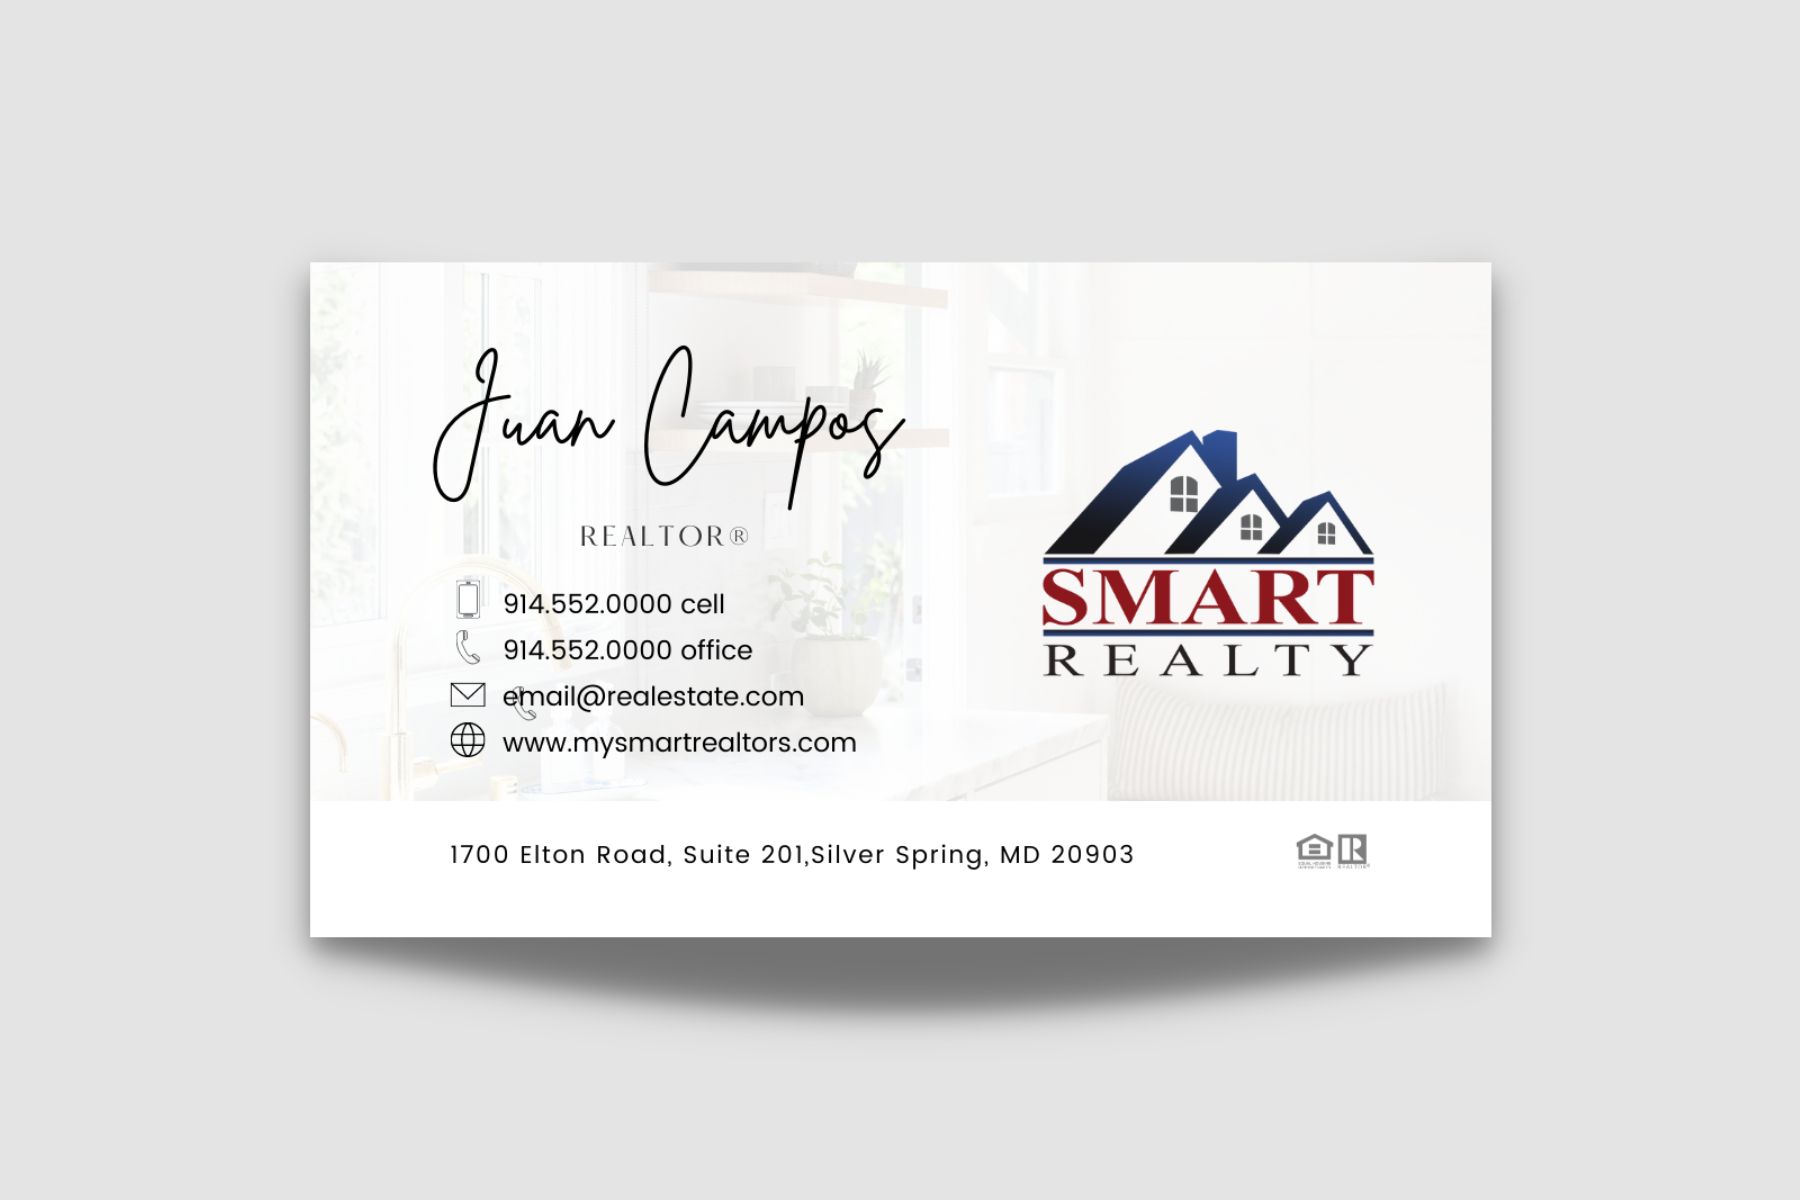 Juan Campos
REALTOR®
914.552.0000 cell
914.552.0000 office
email@realestate.com
www.mysmartrealtors.com
SMART
REALTY
1700 Elton Road, Suite 201,Silver Spring, MD 20903